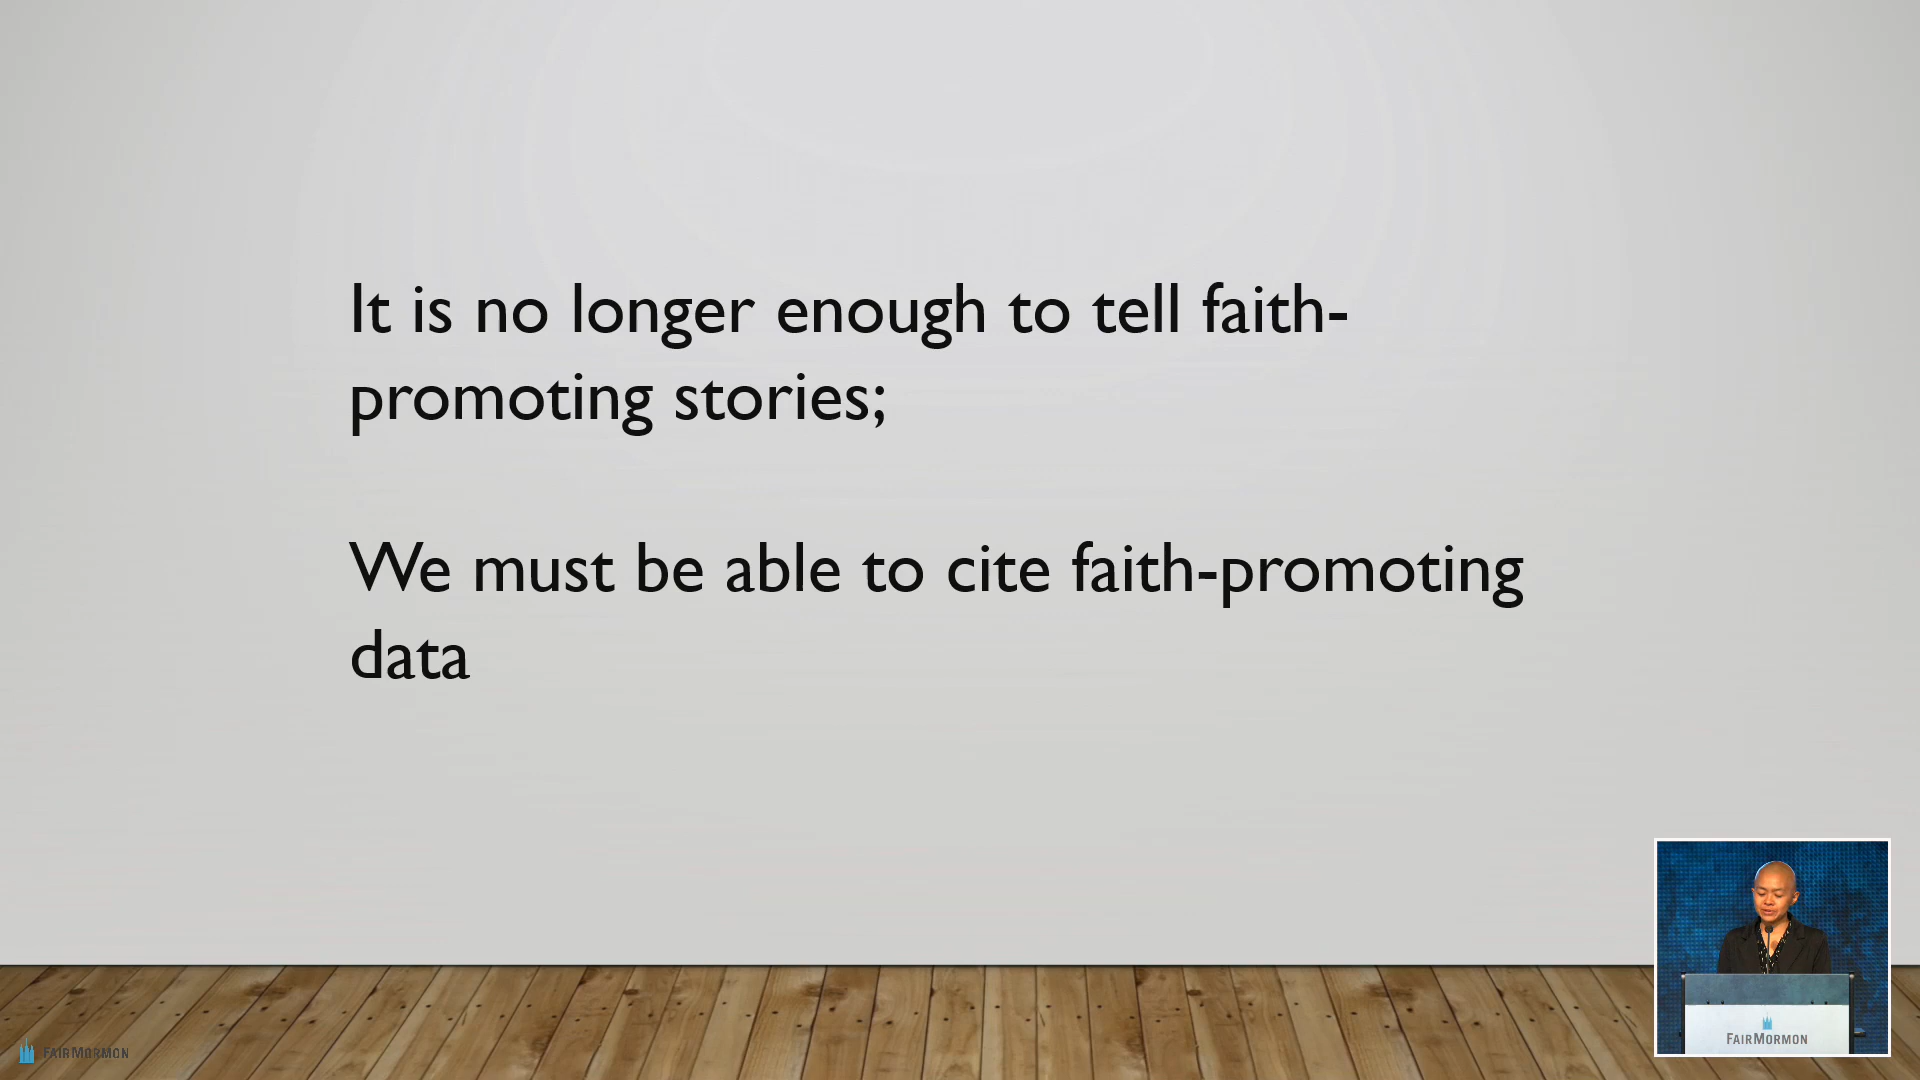 It is no longer enough to tell faith-
promoting stories;
We must be able to cite faith-promoting
data
FAIRMORMON
FAIRMORMON